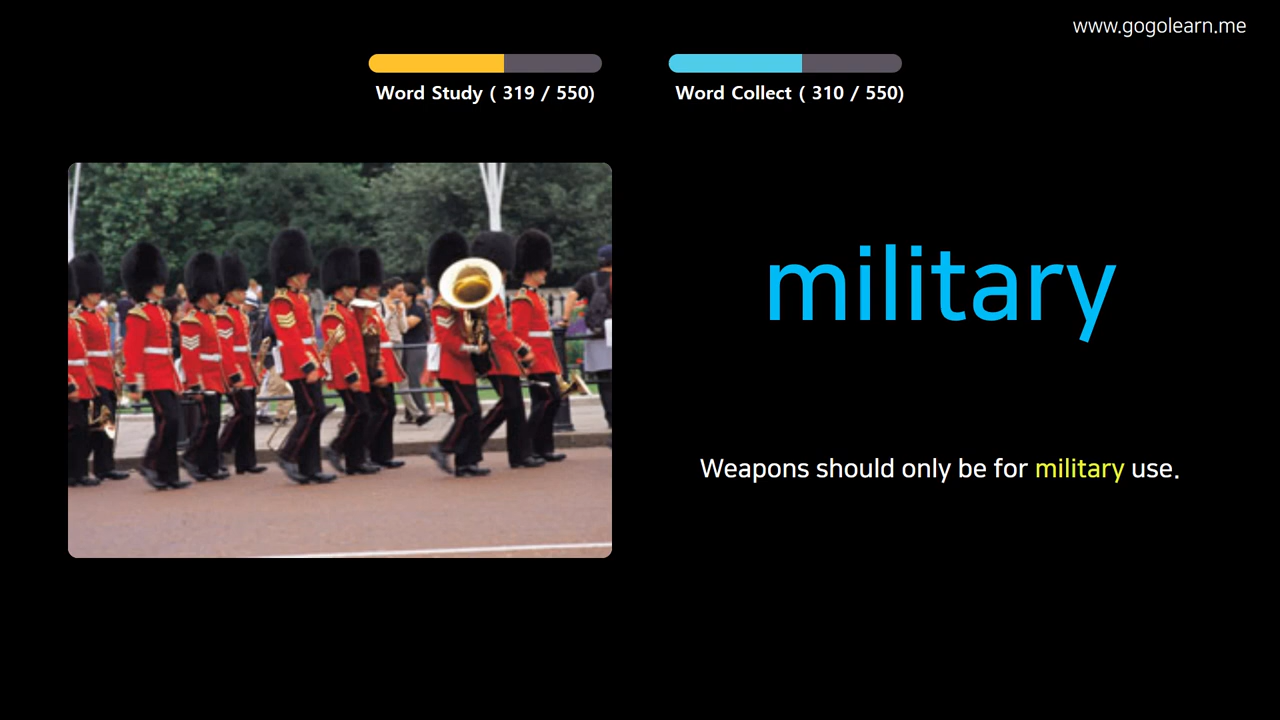 www.gogolearn.me
Word Study ( 319 / 550)
Word Collect ( 310 / 550)
military
Weapons should only be for military use.